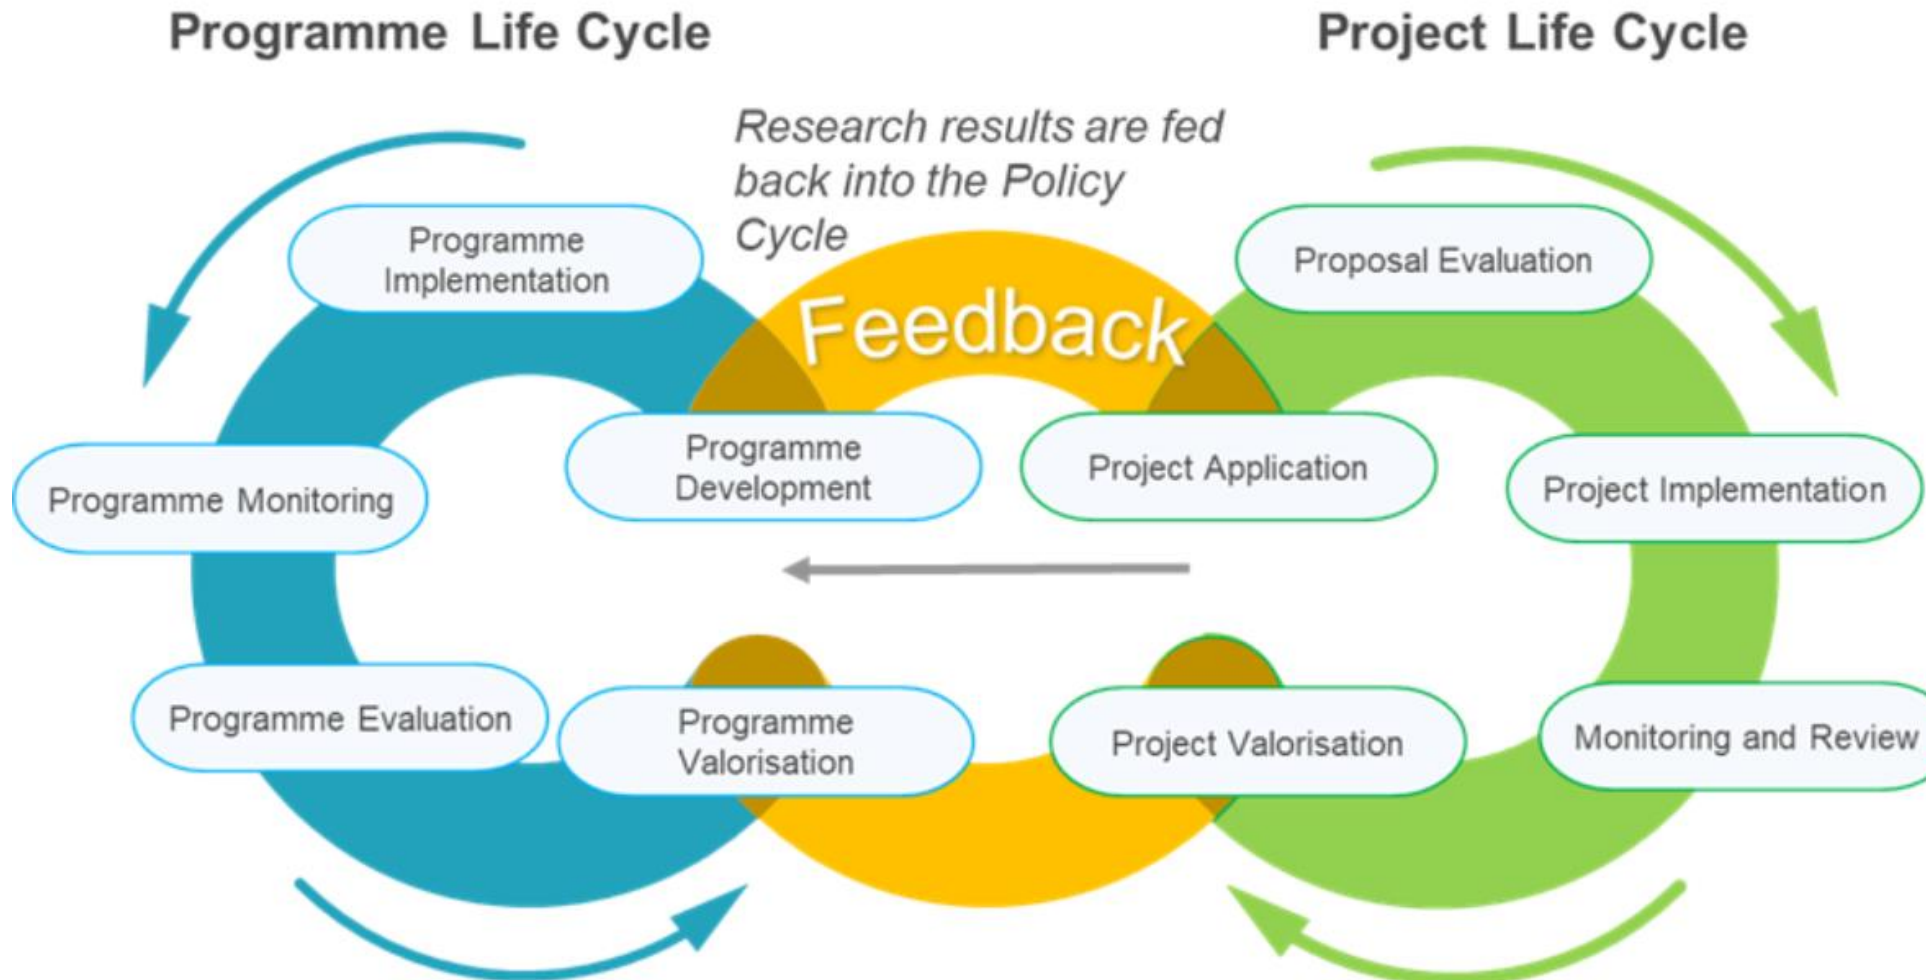 Programme Life Cycle
Project Life Cycle
Research results are fed
back into the Policy
Cycle
Programme
Implementation
Feedback
Proposal Evaluation
Programme Monitoring
Programme
Development
Project Application
Project Implementation
Programme Evaluation
Programme
Valorisation
Project Valorisation
Monitoring and Review